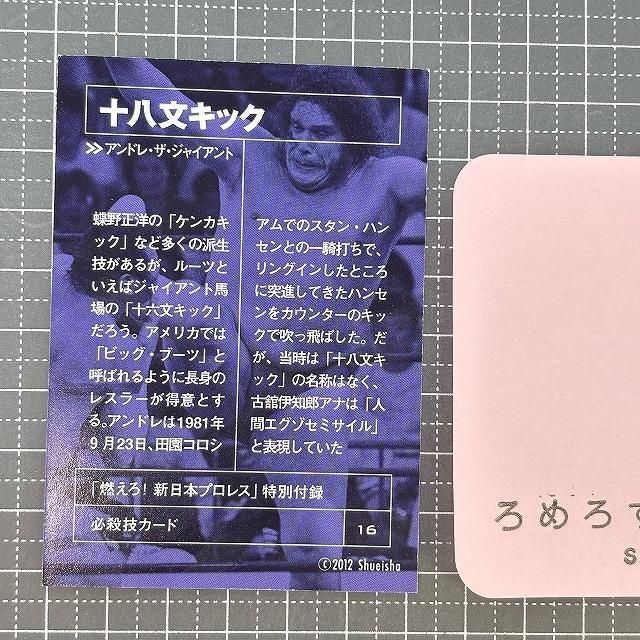 十八文キック
≫アンドレ・ザ・ジャイアント
蝶野正洋の「ケンカキ
ック」など多くの派生
技があるが、ルーツと
いえばジャイアント馬
場の「十六文キック」
だろう。アメリカでは
「ビッグ・ブーツ」と
呼ばれるように長身の
レスラーが得意とす
る。アンドレは1981年
9月23日、田園コロシ
アムでのスタン・ハン
センとの一騎打ちで、
リングインしたところ
に突進してきたハンセ
ンをカウンターのキッ
クで吹っ飛ばした。だ
が、当時は「十八文キ
ック」の名称はなく、
古舘伊知郎アナは「人
間エグゾセミサイル」
と表現していた
「燃えろ!新日本プロレス」特別付録
必殺技カード
16
©2012 Shueisha
ろめろす
s